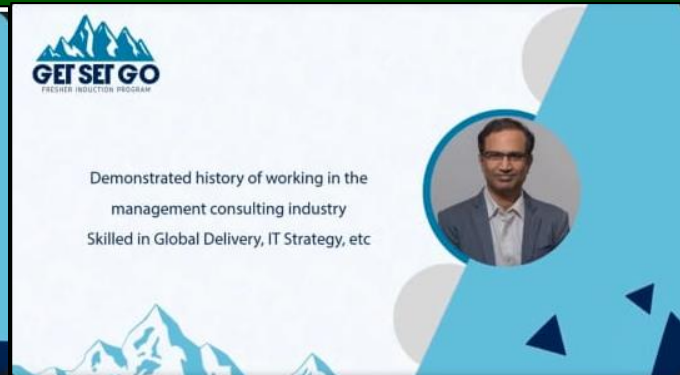 GET SET GO
FRESHER INDUCTION PROGRAM
Demonstrated history of working in the
management consulting industry
Skilled in Global Delivery, IT Strategy, etc